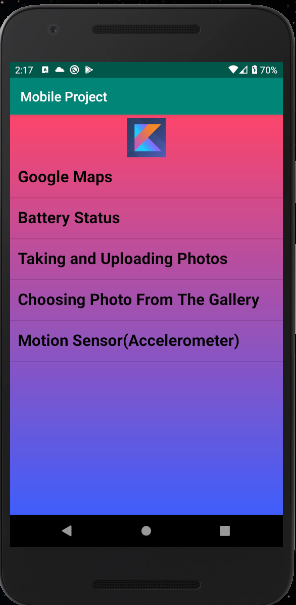 2:17 70%
Mobile Project
Google Maps
Battery Status
Taking and Uploading Photos
Choosing Photo From The Gallery
Motion Sensor(Accelerometer)